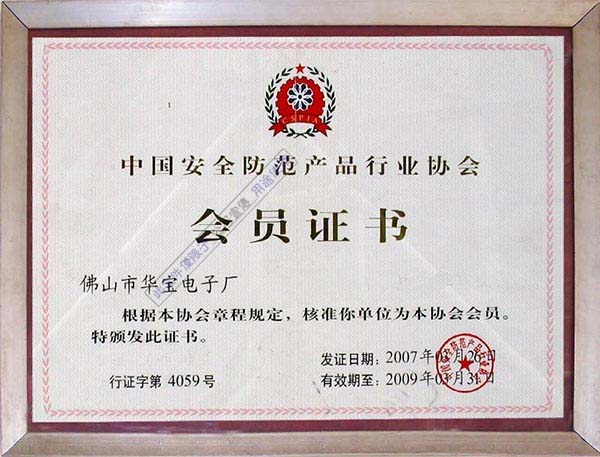 CSPIA
中国安全防范产品行业协会
会员证书
佛山市华宝电子厂
根据本协会章程规定，核准你单位为本协会会员。
特颁发此证书。
发证日期：2007年03月26日
行证字第 4059 号
有效期至：2009年03月31日